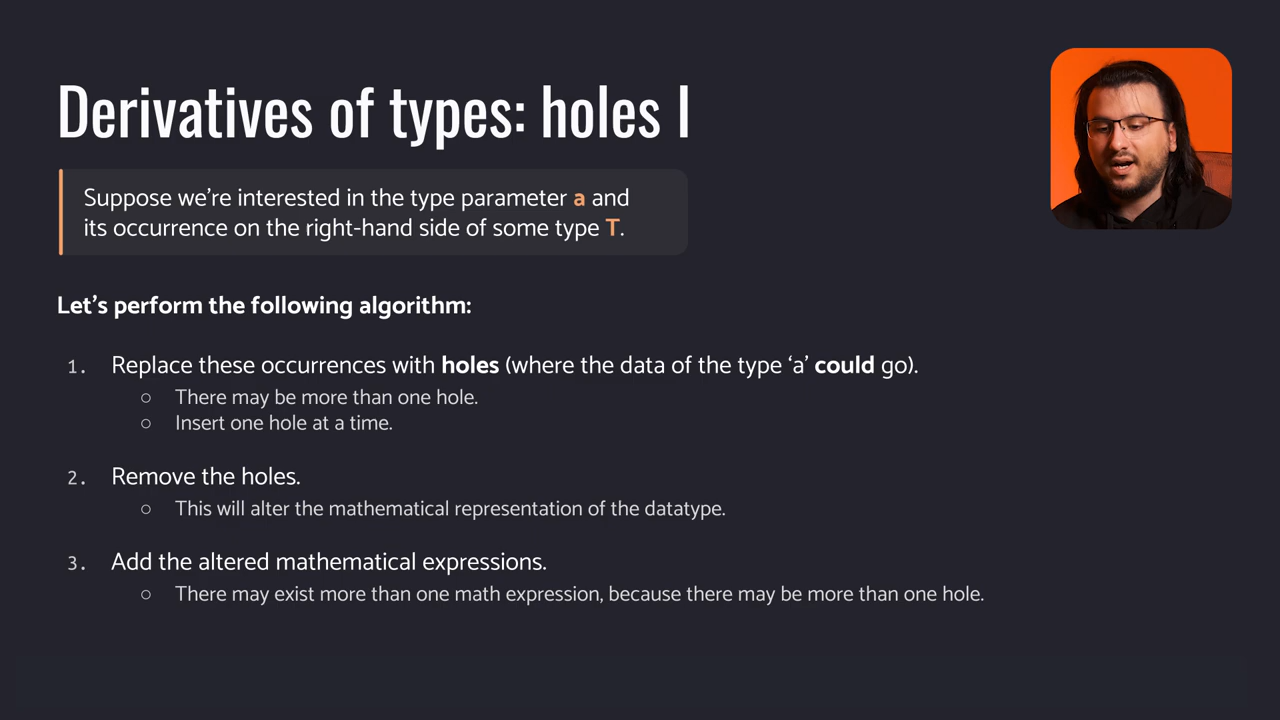 Derivatives of types: holes I
Suppose we're interested in the type parameter a and
its occurrence on the right-hand side of some type T.
Let's perform the following algorithm:
1. Replace these occurrences with holes (where the data of the type ‘a’ could go).
○ There may be more than one hole.
○ Insert one hole at a time.
2. Remove the holes.
○ This will alter the mathematical representation of the datatype.
3. Add the altered mathematical expressions.
○ There may exist more than one math expression, because there may be more than one hole.